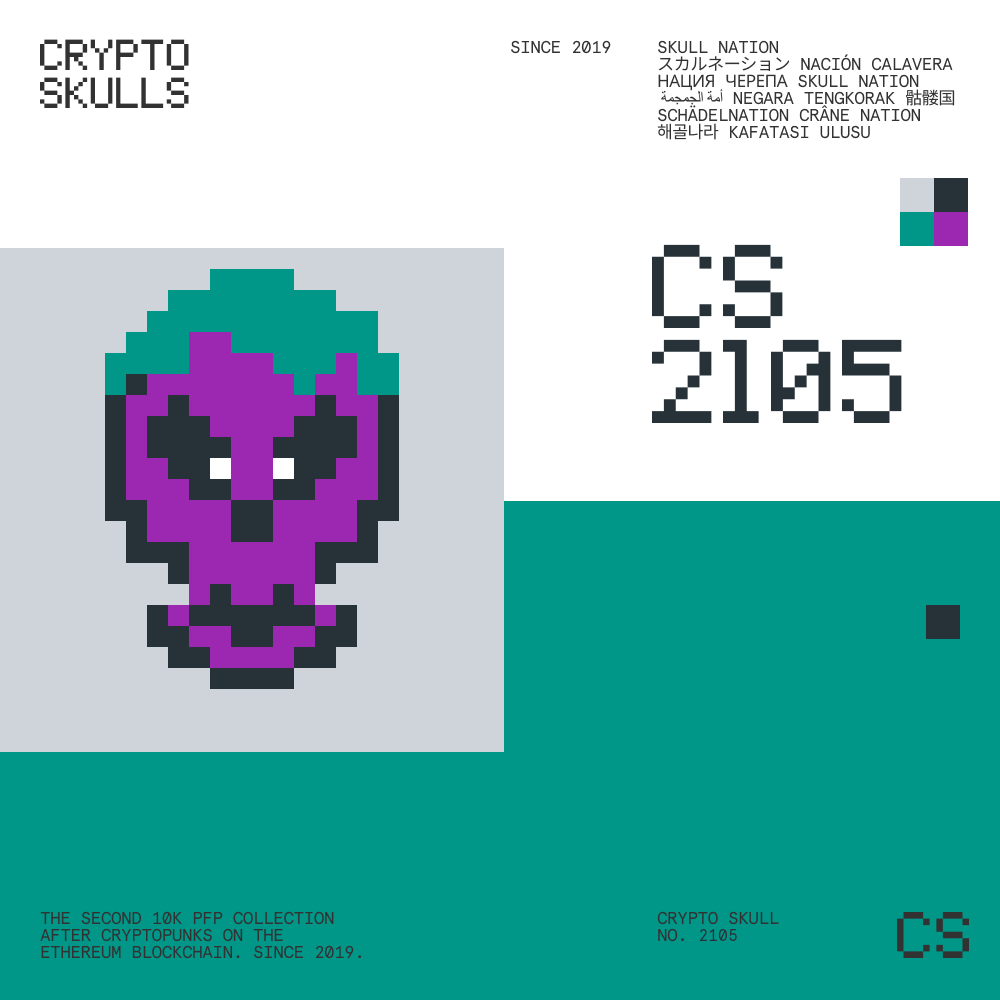 CRYPTO
SKULLS
SINCE 2019
SKULL NATION
スカルネーション NACIÓN CALAVERA
НАЦИЯ ЧЕРЕПА SKULL NATION
أمة الجمجمة NEGARA TENGKORAK 骷髅国
SCHÄDELNATION CRÂNE NATION
해골나라 KAFATASI ULUSU
CS
2105
THE SECOND 10K PFP COLLECTION
AFTER CRYPTOPUNKS ON THE
ETHEREUM BLOCKCHAIN. SINCE 2019.
CRYPTO SKULL
NO. 2105
CS